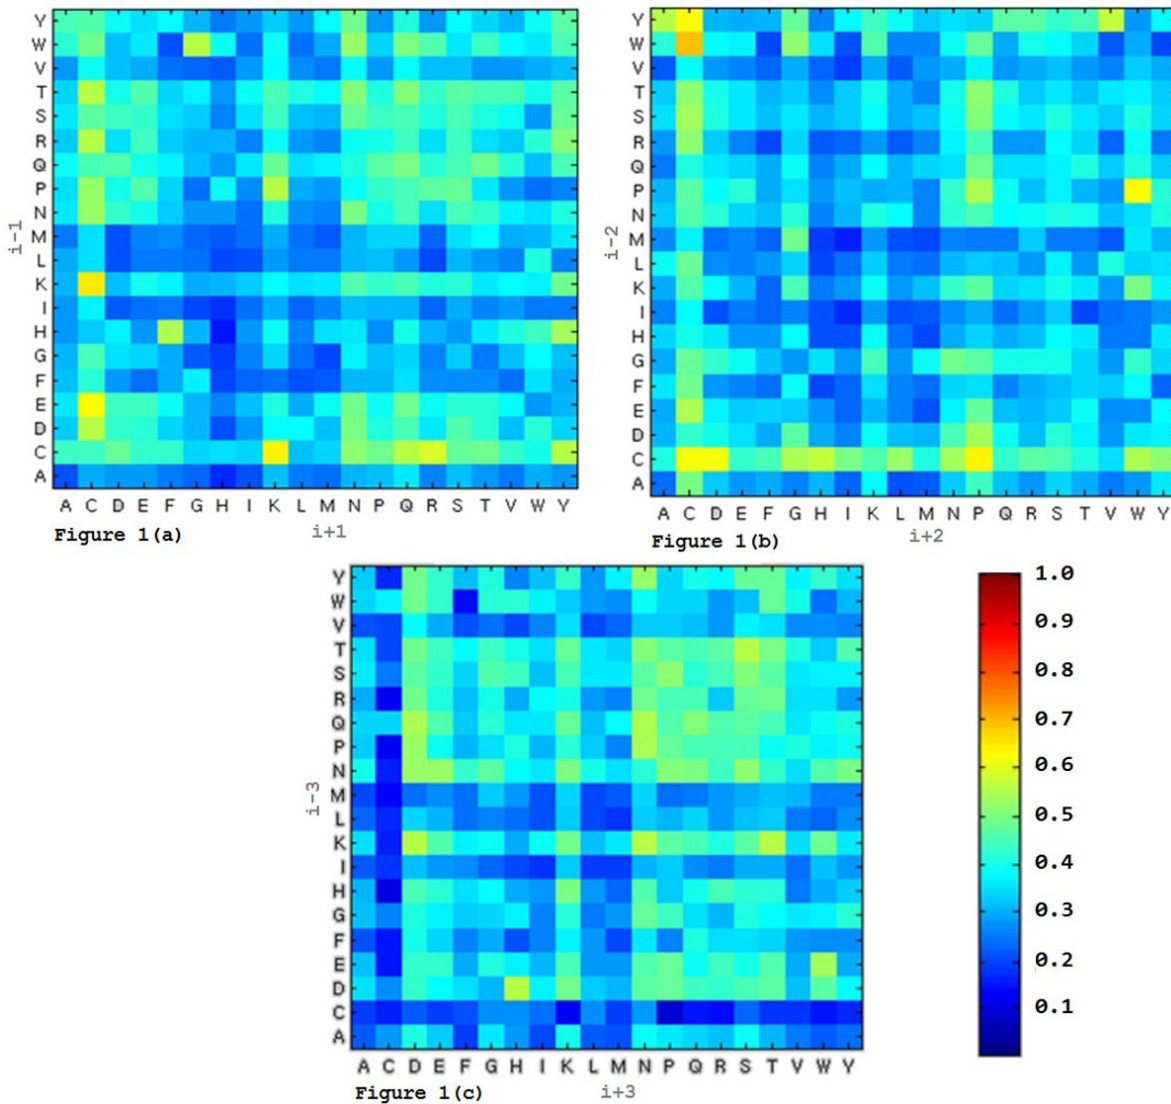 Y
W
V
T
S
R
Q
P
N
M
L
K
I
H
G
F
E
D
C
A
i-1
A C D E F G H I K L M N P Q R S T V W Y
Figure 1(a) i+1
Y
W
V
T
S
R
Q
P
N
M
L
K
I
H
G
F
E
D
C
A
i-2
A C D E F G H I K L M N P Q R S T V W Y
Figure 1(b) i+2
Y
W
V
T
S
R
Q
P
N
M
L
K
I
H
G
F
E
D
C
A
i-3
A C D E F G H I K L M N P Q R S T V W Y
Figure 1(c) i+3
1.0
0.9
0.8
0.7
0.6
0.5
0.4
0.3
0.2
0.1